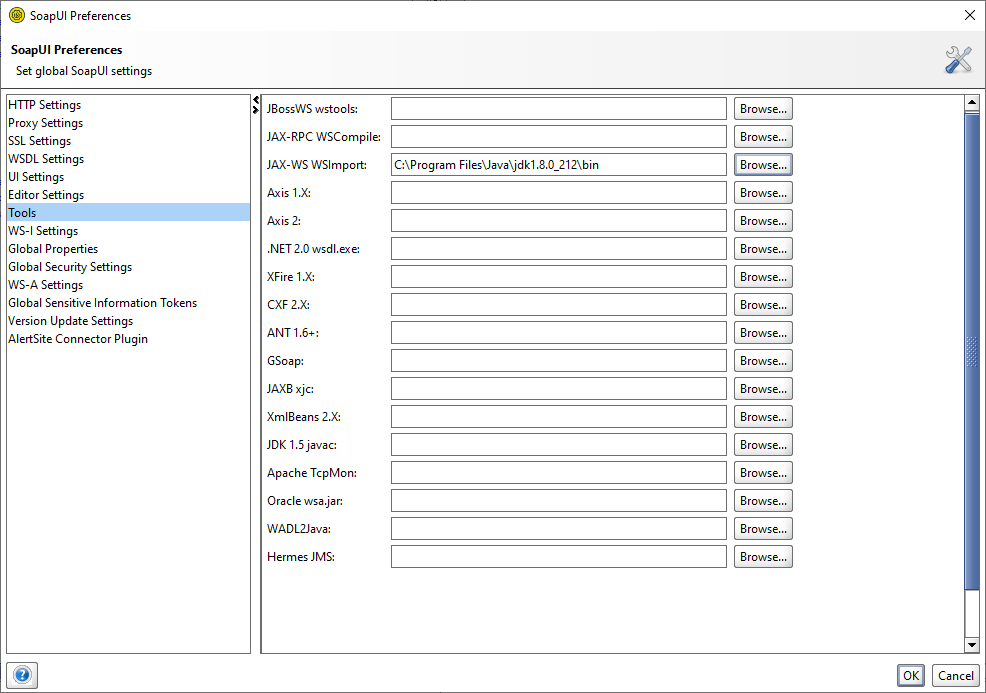 SoapUI Preferences
SoapUI Preferences
Set global SoapUI settings
HTTP Settings
Proxy Settings
SSL Settings
WSDL Settings
UI Settings
Editor Settings
Tools
WS-I Settings
Global Properties
Global Security Settings
WS-A Settings
Global Sensitive Information Tokens
Version Update Settings
AlertSite Connector Plugin
JBossWS wstools: Browse...
JAX-RPC WSCompile: Browse...
JAX-WS WSImport: C:\Program Files\Java\jdk1.8.0_212\bin Browse...
Axis 1.X: Browse...
Axis 2: Browse...
.NET 2.0 wsdl.exe: Browse...
XFire 1.X: Browse...
CXF 2.X: Browse...
ANT 1.6+: Browse...
GSoap: Browse...
JAXB xjc: Browse...
XmlBeans 2.X: Browse...
JDK 1.5 javac: Browse...
Apache TcpMon: Browse...
Oracle wsa.jar: Browse...
WADL2Java: Browse...
Hermes JMS: Browse...
? OK Cancel